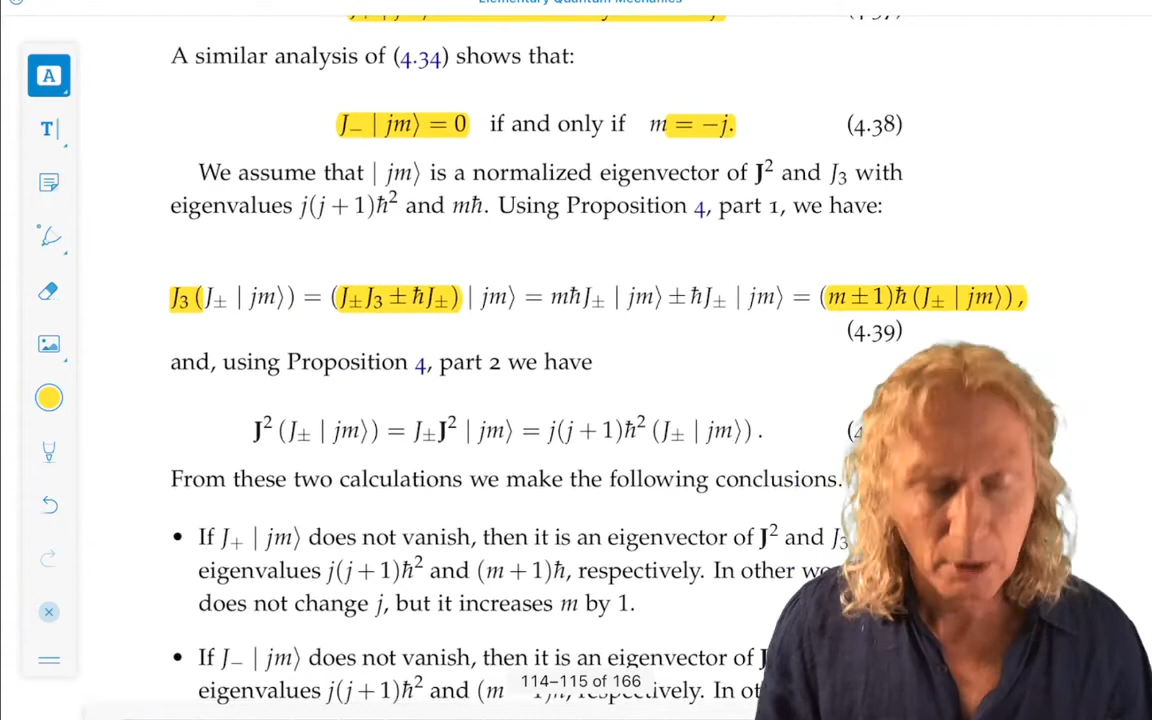 Elementary Quantum Mechanics
A similar analysis of (4.34) shows that:
J₋ | jm⟩ = 0 if and only if m = −j. (4.38)
We assume that | jm⟩ is a normalized eigenvector of J² and J₃ with
eigenvalues j(j + 1)ħ² and mħ. Using Proposition 4, part 1, we have:
J₃ (J± | jm⟩) = (J±J₃ ± ħJ±) | jm⟩ = mħJ± | jm⟩ ± ħJ± | jm⟩ = (m ± 1)ħ (J± | jm⟩) ,
(4.39)
and, using Proposition 4, part 2 we have
J² (J± | jm⟩) = J±J² | jm⟩ = j(j + 1)ħ² (J± | jm⟩) .
From these two calculations we make the following conclusions.
• If J₊ | jm⟩ does not vanish, then it is an eigenvector of J² and J₃
eigenvalues j(j + 1)ħ² and (m + 1)ħ, respectively. In other
does not change j, but it increases m by 1.
• If J₋ | jm⟩ does not vanish, then it is an eigenvector of
eigenvalues j(j + 1)ħ² and (m
114–115 of 166
A
T